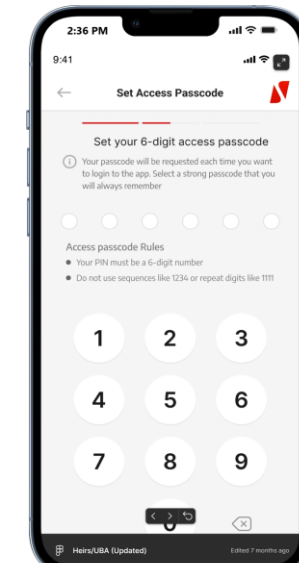 2:36 PM
9:41
Set Access Passcode
Set your 6-digit access passcode
Your passcode will be requested each time you want
to login to the app. Select a strong passcode that you
will always remember
Access passcode Rules
Your PIN must be a 6-digit number
Do not use sequences like 1234 or repeat digits like 1111
1 2 3
4 5 6
7 8 9
0
Heirs/UBA (Updated) Edited 7 months ago